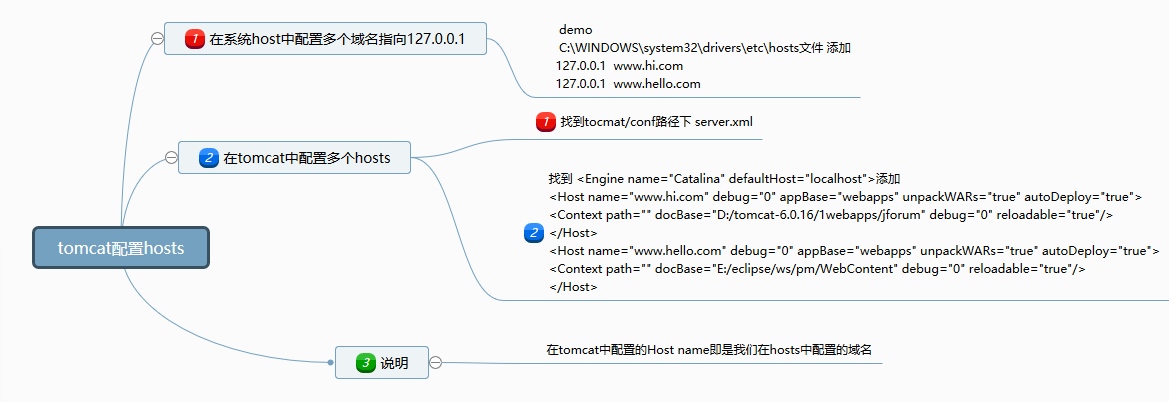 1 在系统host中配置多个域名指向127.0.0.1
demo
C:\WINDOWS\system32\drivers\etc\hosts文件 添加
127.0.0.1 www.hi.com
127.0.0.1 www.hello.com
2 在tomcat中配置多个hosts
1 找到tocmat/conf路径下 server.xml
2
找到 <Engine name="Catalina" defaultHost="localhost">添加
<Host name="www.hi.com" debug="0" appBase="webapps" unpackWARs="true" autoDeploy="true">
<Context path="" docBase="D:/tomcat-6.0.16/1webapps/jforum" debug="0" reloadable="true"/>
</Host>
<Host name="www.hello.com" debug="0" appBase="webapps" unpackWARs="true" autoDeploy="true">
<Context path="" docBase="E:/eclipse/ws/pm/WebContent" debug="0" reloadable="true"/>
</Host>
tomcat配置hosts
3 说明
在tomcat中配置的Host name即是我们在hosts中配置的域名